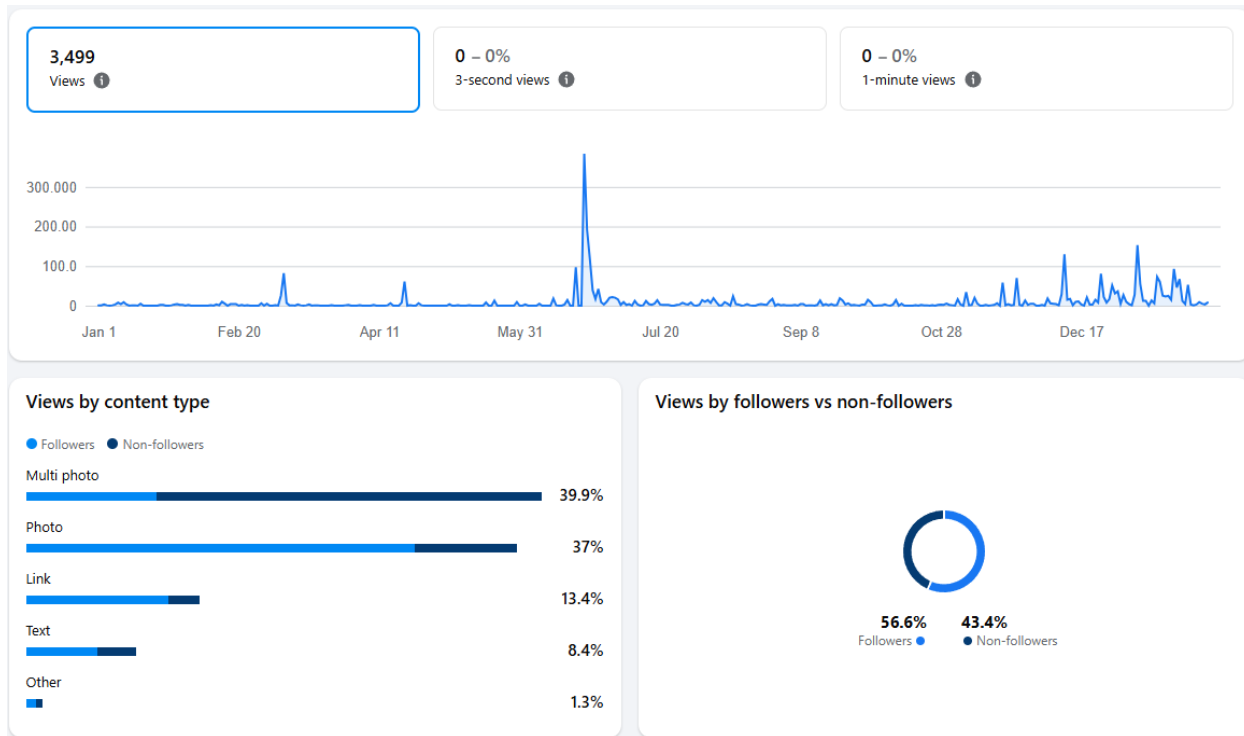 3,499
Views
0 – 0%
3-second views
0 – 0%
1-minute views
300.000
200.00
100.0
0
Jan 1 Feb 20 Apr 11 May 31 Jul 20 Sep 8 Oct 28 Dec 17
Views by content type
Followers Non-followers
Multi photo
39.9%
Photo
37%
Link
13.4%
Text
8.4%
Other
1.3%
Views by followers vs non-followers
56.6% 43.4%
Followers Non-followers